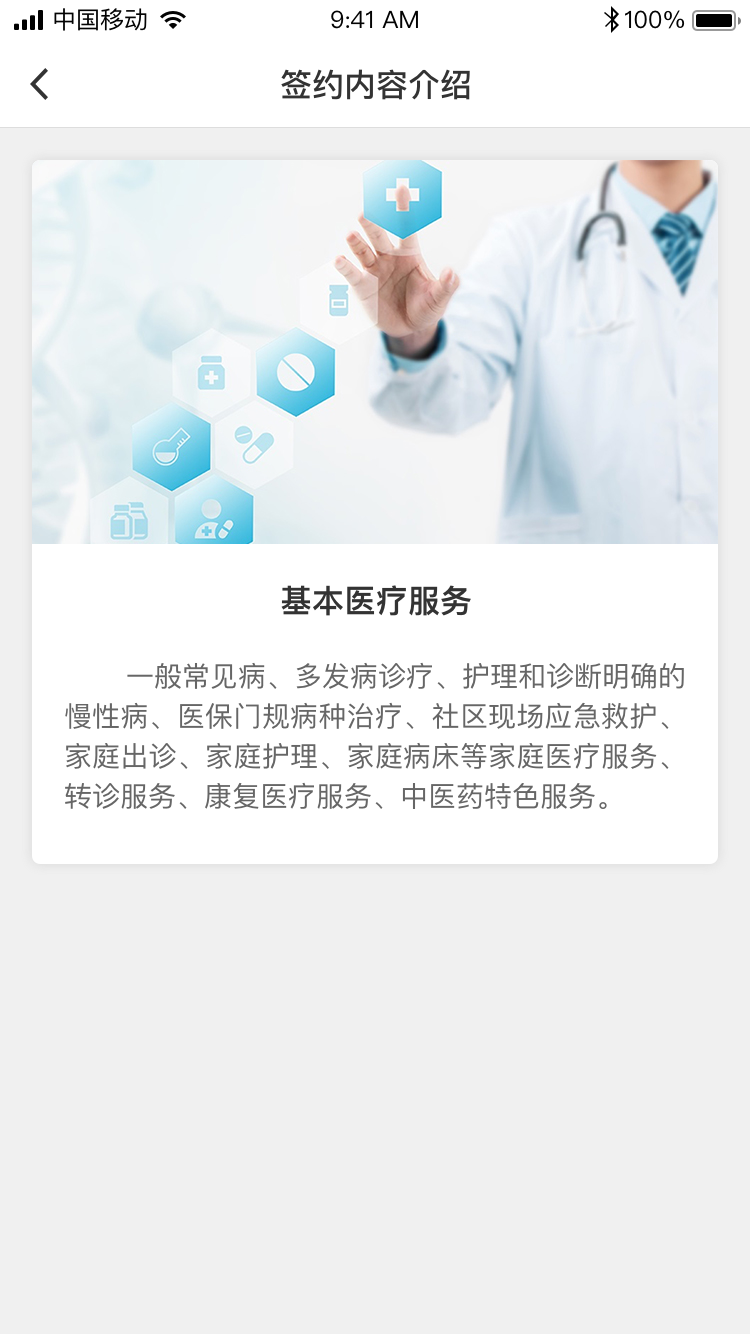 中国移动 9:41 AM 100%
签约内容介绍
基本医疗服务
一般常见病、多发病诊疗、护理和诊断明确的
慢性病、医保门规病种治疗、社区现场应急救护、
家庭出诊、家庭护理、家庭病床等家庭医疗服务、
转诊服务、康复医疗服务、中医药特色服务。